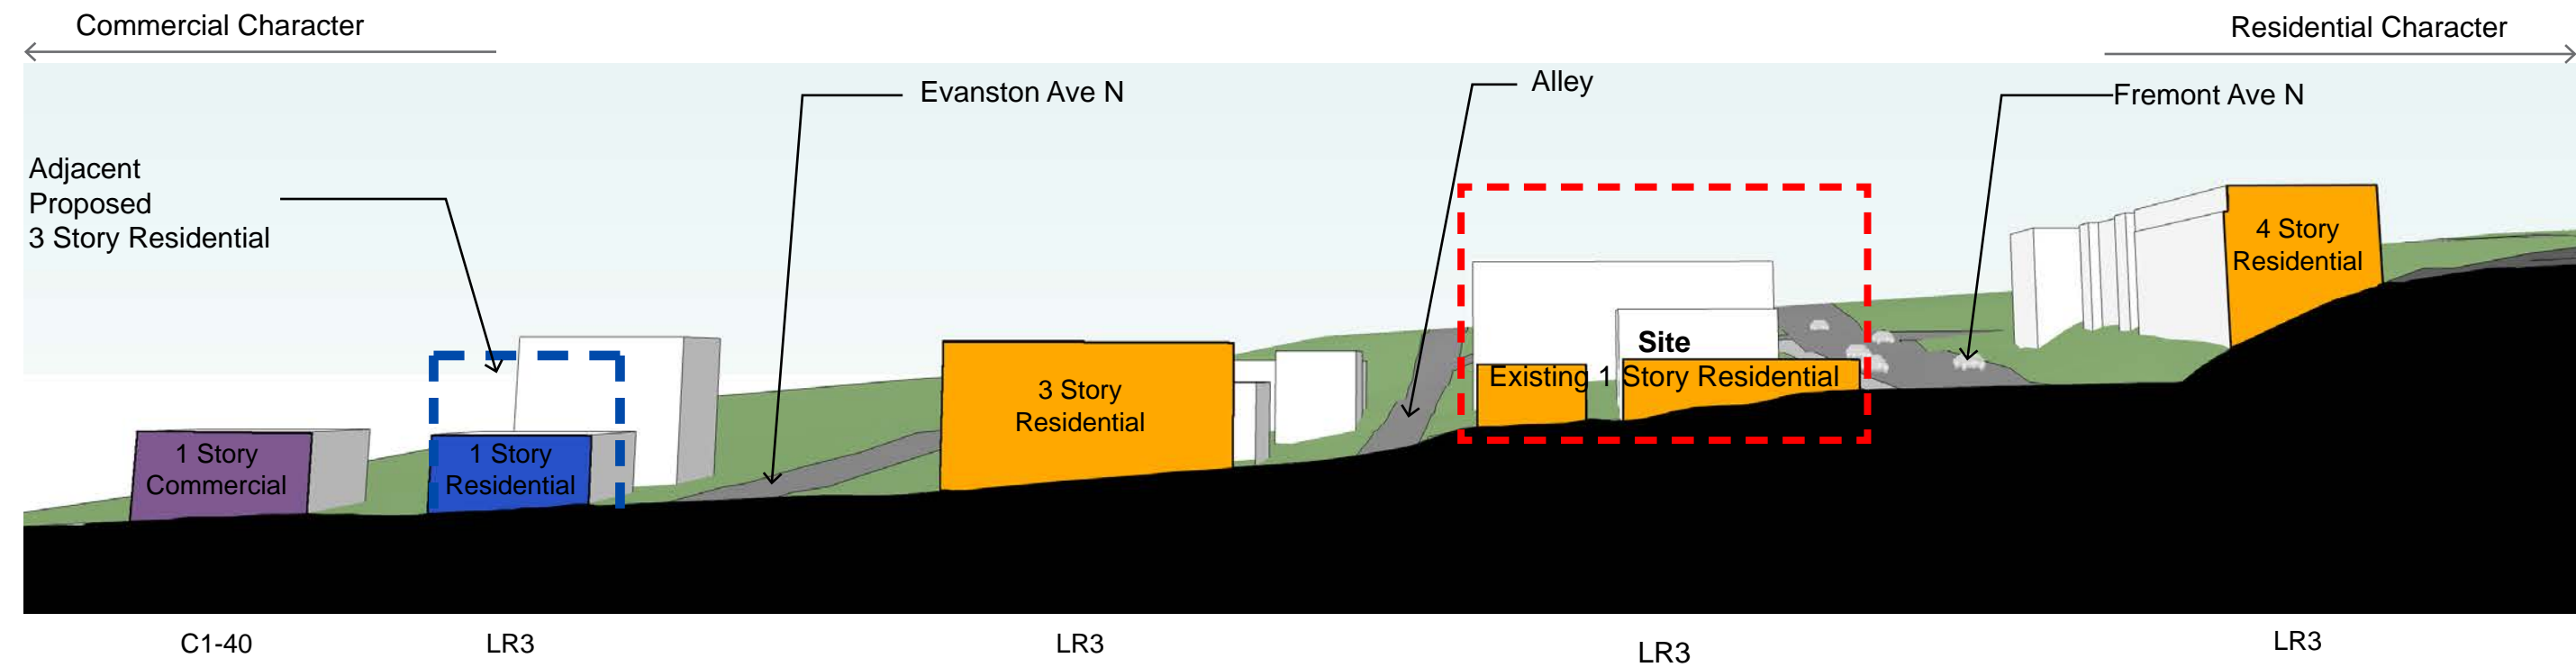 Commercial Character
Residential Character
Evanston Ave N
Alley
Fremont Ave N
Adjacent
Proposed
3 Story Residential
4 Story
Residential
Site
Existing 1 Story Residential
3 Story
Residential
1 Story
Commercial
1 Story
Residential
C1-40
LR3
LR3
LR3
LR3